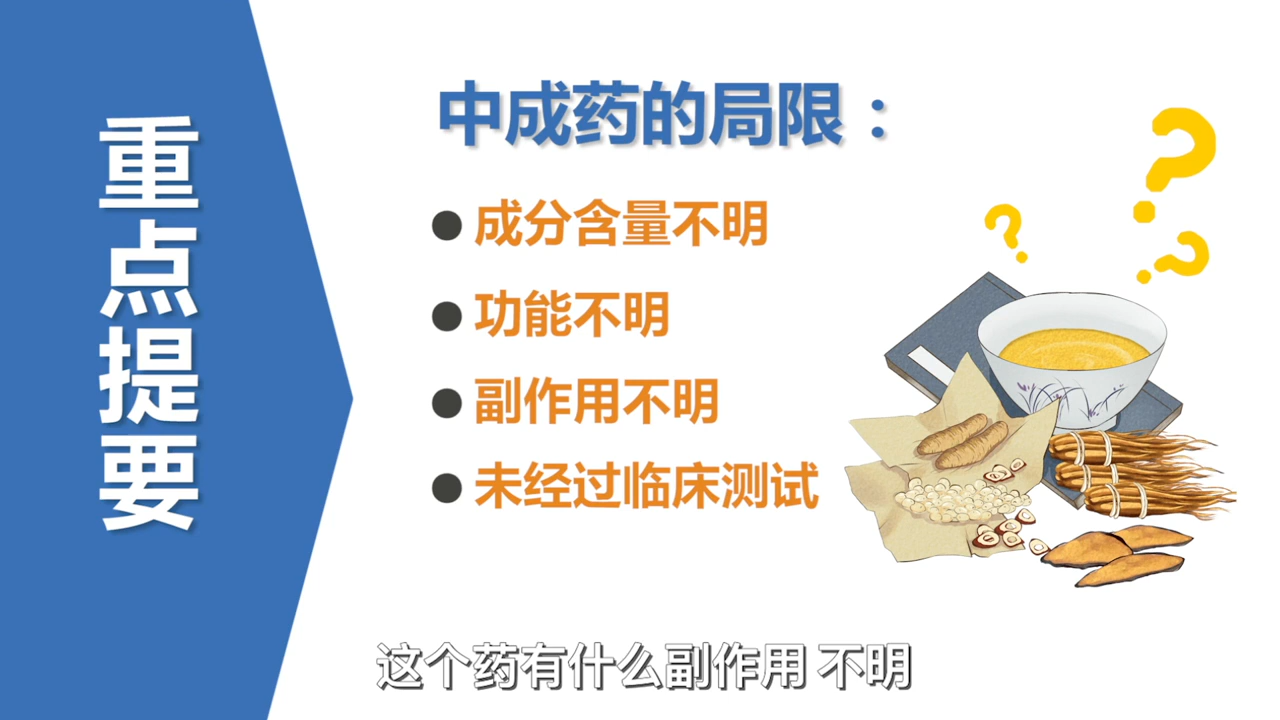 重点提要
中成药的局限：
● 成分含量不明
● 功能不明
● 副作用不明
● 未经过临床测试
这个药有什么副作用 不明